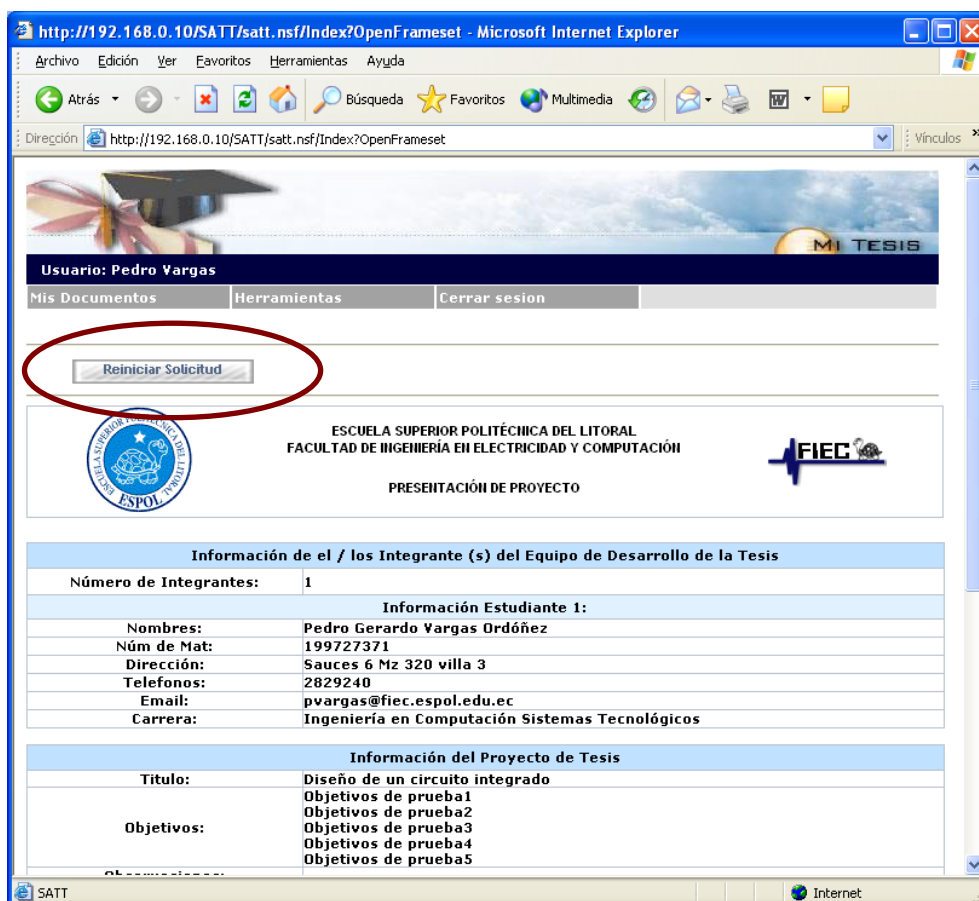 http://192.168.0.10/SATT/satt.nsf/Index?OpenFrameset - Microsoft Internet Explorer
Archivo Edición Ver Favoritos Herramientas Ayuda
Atrás Búsqueda Favoritos Multimedia
Dirección http://192.168.0.10/SATT/satt.nsf/Index?OpenFrameset Vínculos »
MI TESIS
Usuario: Pedro Vargas
Mis Documentos Herramientas Cerrar sesion
Reiniciar Solicitud
ESCUELA SUPERIOR POLITÉCNICA DEL LITORAL
FACULTAD DE INGENIERÍA EN ELECTRICIDAD Y COMPUTACIÓN
PRESENTACIÓN DE PROYECTO
ESCUELA SUPERIOR POLITECNICA DEL LITORAL
ESPOL
FIEC
Información de el / los Integrante (s) del Equipo de Desarrollo de la Tesis
Número de Integrantes: 1
Información Estudiante 1:
Nombres: Pedro Gerardo Vargas Ordóñez
Núm de Mat: 199727371
Dirección: Sauces 6 Mz 320 villa 3
Telefonos: 2829240
Email: pvargas@fiec.espol.edu.ec
Carrera: Ingeniería en Computación Sistemas Tecnológicos
Información del Proyecto de Tesis
Titulo: Diseño de un circuito integrado
Objetivos: Objetivos de prueba1
Objetivos de prueba2
Objetivos de prueba3
Objetivos de prueba4
Objetivos de prueba5
SATT Internet